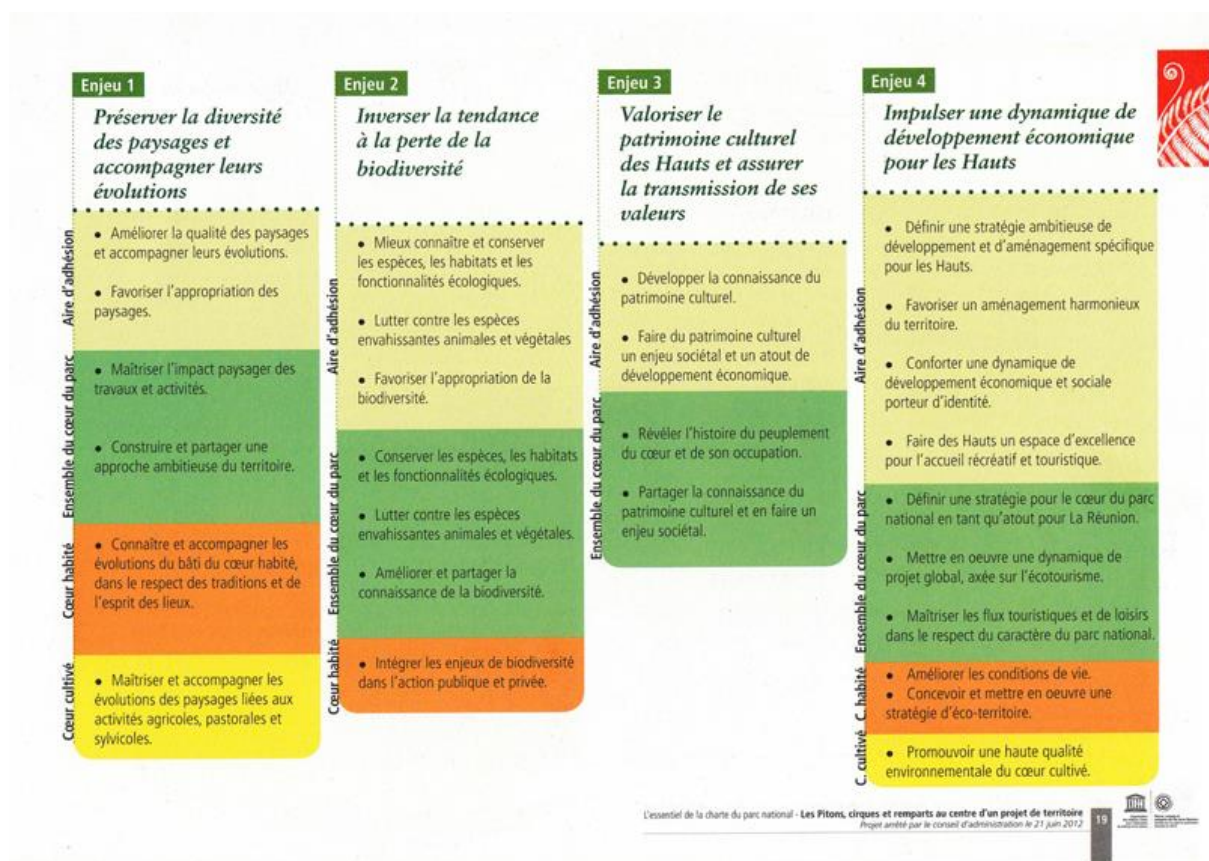 Enjeu 1
Préserver la diversité
des paysages et
accompagner leurs
évolutions
Aire d'adhésion
• Améliorer la qualité des paysages
et accompagner leurs évolutions.
• Favoriser l'appropriation des
paysages.
Ensemble du cœur du parc
• Maîtriser l'impact paysager des
travaux et activités.
• Construire et partager une
approche ambitieuse du territoire.
Cœur habité
• Connaître et accompagner les
évolutions du bâti du cœur habité,
dans le respect des traditions et de
l'esprit des lieux.
Cœur cultivé
• Maîtriser et accompagner les
évolutions des paysages liées aux
activités agricoles, pastorales et
sylvicoles.
Enjeu 2
Inverser la tendance
à la perte de la
biodiversité
Aire d'adhésion
• Mieux connaître et conserver
les espèces, les habitats et les
fonctionnalités écologiques.
• Lutter contre les espèces
envahissantes animales et végétales
• Favoriser l'appropriation de la
biodiversité.
Ensemble du cœur du parc
• Conserver les espèces, les habitats
et les fonctionnalités écologiques.
• Lutter contre les espèces
envahissantes animales et végétales.
• Améliorer et partager la
connaissance de la biodiversité.
Cœur habité
• Intégrer les enjeux de biodiversité
dans l'action publique et privée.
Enjeu 3
Valoriser le
patrimoine culturel
des Hauts et assurer
la transmission de ses
valeurs
Aire d'adhésion
• Développer la connaissance du
patrimoine culturel.
• Faire du patrimoine culturel
un enjeu sociétal et un atout de
développement économique.
Ensemble du cœur du parc
• Révéler l'histoire du peuplement
du cœur et de son occupation.
• Partager la connaissance du
patrimoine culturel et en faire un
enjeu sociétal.
Enjeu 4
Impulser une dynamique de
développement économique
pour les Hauts
Aire d'adhésion
• Définir une stratégie ambitieuse de
développement et d'aménagement spécifique
pour les Hauts.
• Favoriser un aménagement harmonieux
du territoire.
• Conforter une dynamique de
développement économique et sociale
porteur d'identité.
• Faire des Hauts un espace d'excellence
pour l'accueil récréatif et touristique.
Ensemble du cœur du parc
• Définir une stratégie pour le cœur du parc
national en tant qu'atout pour La Réunion.
• Mettre en oeuvre une dynamique de
projet global, axée sur l'écotourisme.
• Maîtriser les flux touristiques et de loisirs
dans le respect du caractère du parc national.
C. habité
• Améliorer les conditions de vie.
• Concevoir et mettre en oeuvre une
stratégie d'éco-territoire.
C. cultivé
• Promouvoir une haute qualité
environnementale du cœur cultivé.
L'essentiel de la charte du parc national - Les Pitons, cirques et remparts au centre d'un projet de territoire
Projet arrêté par le conseil d'administration le 21 juin 2012
19